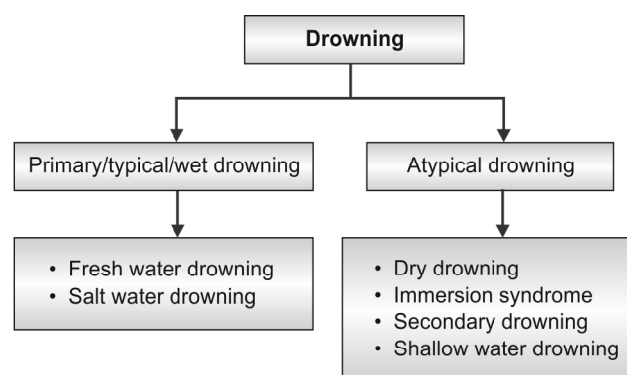 Drowning
Primary/typical/wet drowning
Atypical drowning
• Fresh water drowning
• Salt water drowning
• Dry drowning
• Immersion syndrome
• Secondary drowning
• Shallow water drowning